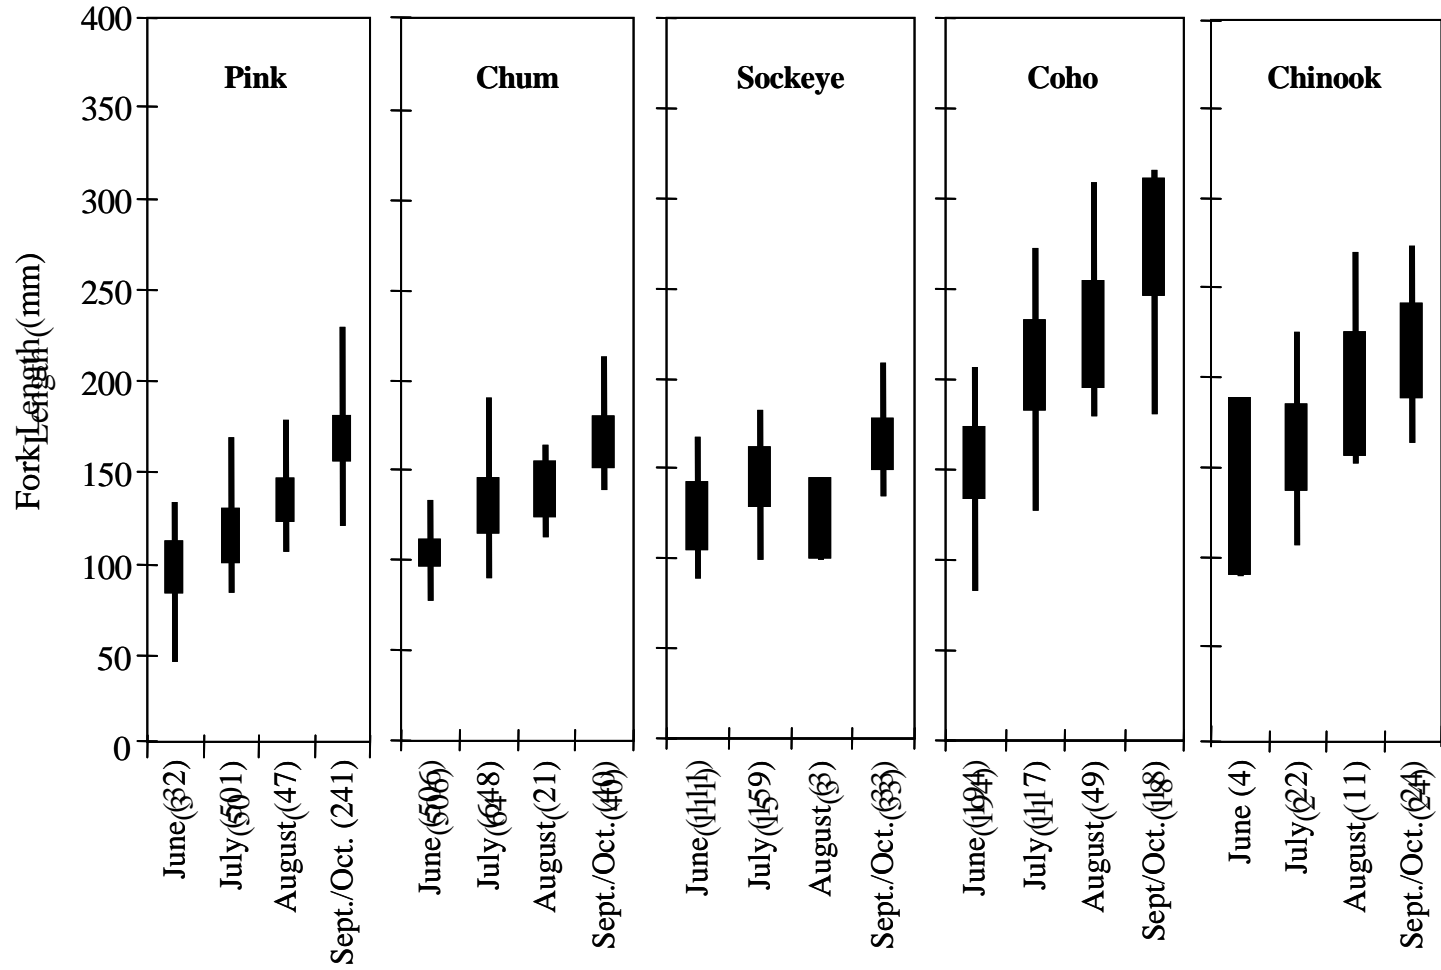 400
350
300
250
200
150
100
50
0
Fork Length (mm)
Pink
Chum
Sockeye
Coho
Chinook
June (332)
July (501)
August (47)
Sept./Oct. (241)
June (506)
July (648)
August (21)
Sept./Oct. (40)
June (111)
July (159)
August (3)
Sept./Oct. (33)
June (194)
July (117)
August (49)
Sept/Oct. (18)
June (4)
July (22)
August (11)
Sept./Oct. (24)